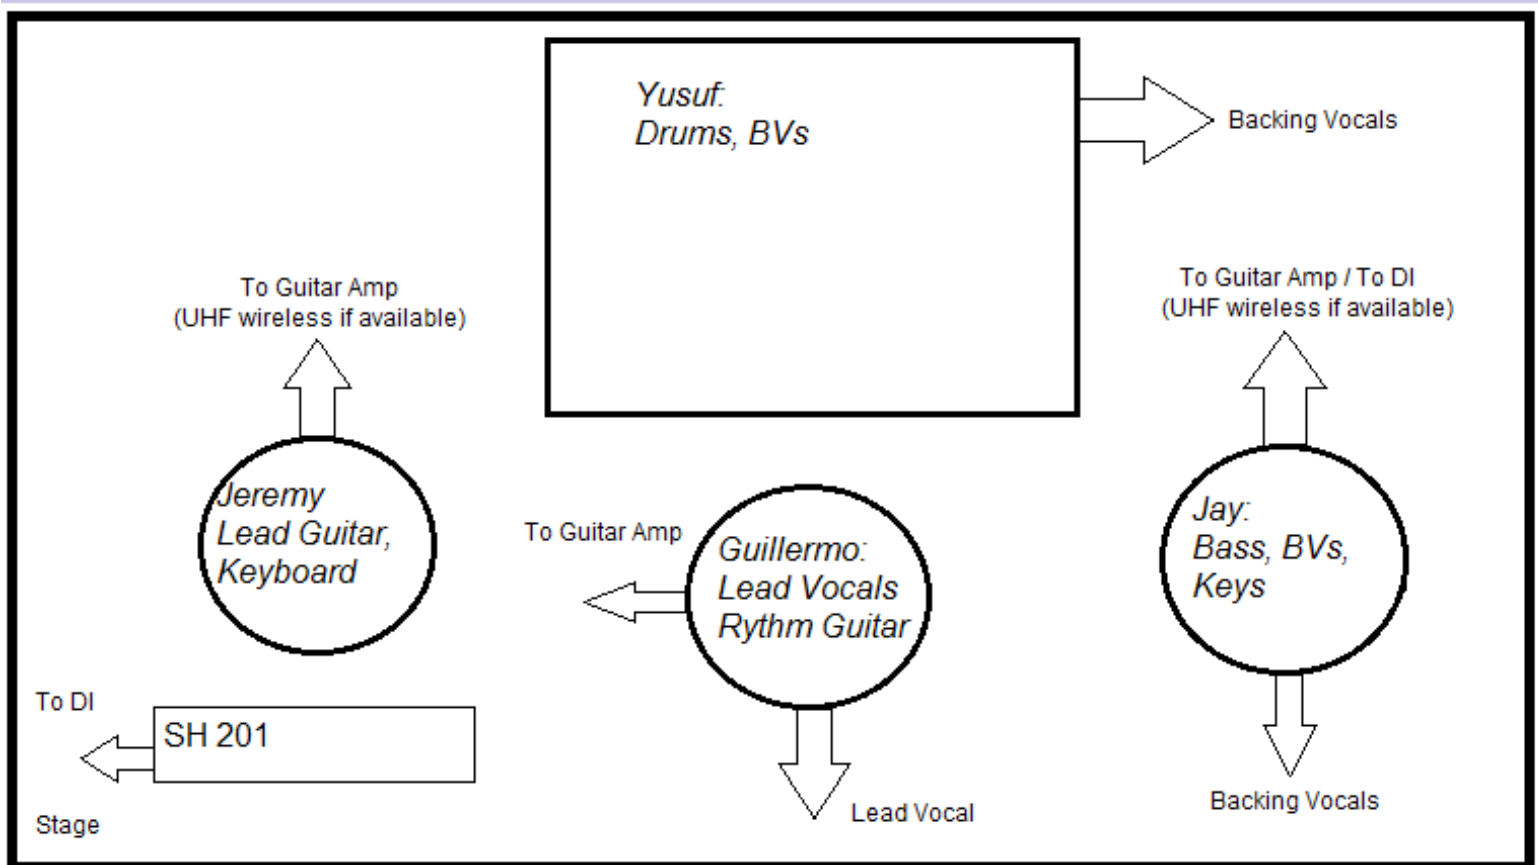 Yusuf:
Drums, BVs
Backing Vocals
To Guitar Amp
(UHF wireless if available)
To Guitar Amp / To DI
(UHF wireless if available)
Jeremy
Lead Guitar,
Keyboard
To Guitar Amp
Guillermo:
Lead Vocals
Rythm Guitar
Jay:
Bass, BVs,
Keys
To DI
SH 201
Stage
Lead Vocal
Backing Vocals